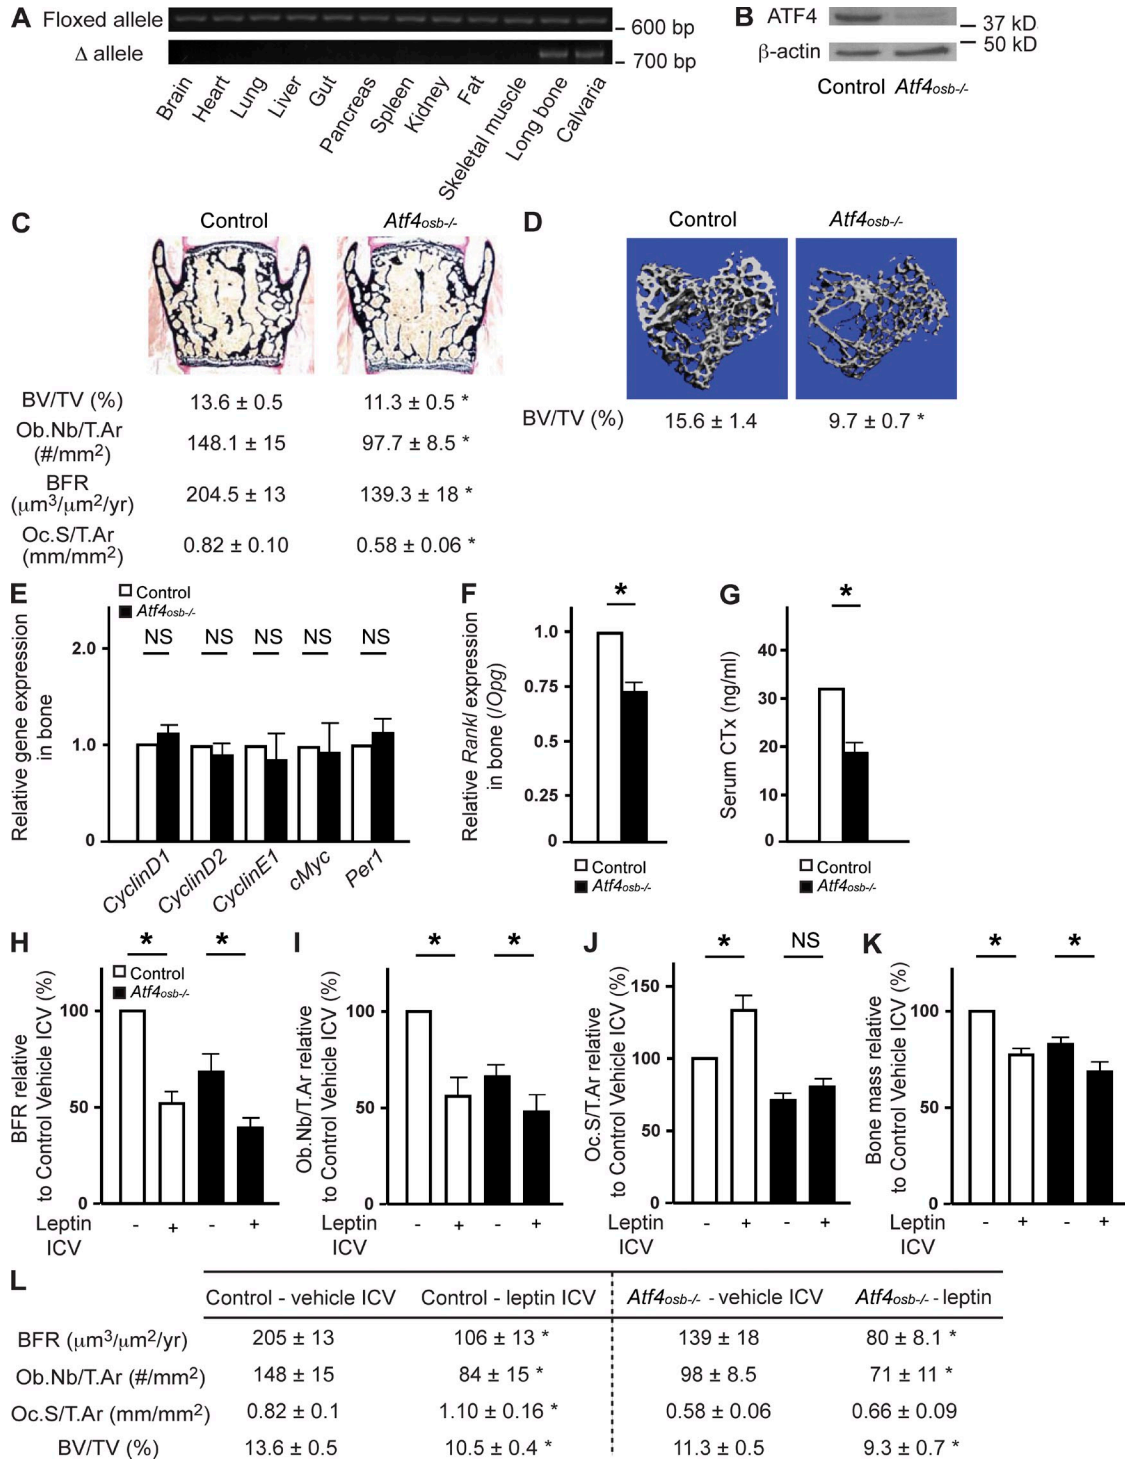 A
Floxed allele
600 bp
Δ allele
700 bp
Brain
Heart
Lung
Liver
Gut
Pancreas
Spleen
Kidney
Fat
Skeletal muscle
Long bone
Calvaria
B
ATF4
37 kD
50 kD
β-actin
Control Atf4osb-/-
C
Control Atf4osb-/-
BV/TV (%) 13.6 ± 0.5 11.3 ± 0.5 *
Ob.Nb/T.Ar
(#/mm2) 148.1 ± 15 97.7 ± 8.5 *
BFR
(μm3/μm2/yr) 204.5 ± 13 139.3 ± 18 *
Oc.S/T.Ar
(mm/mm2) 0.82 ± 0.10 0.58 ± 0.06 *
D
Control Atf4osb-/-
BV/TV (%) 15.6 ± 1.4 9.7 ± 0.7 *
E
Control
Atf4osb-/-
Relative gene expression
in bone
2.0
1.0
0
NS NS NS NS NS
CyclinD1
CyclinD2
CyclinE1
cMyc
Per1
F
*
Relative Rankl expression
in bone (/Opg)
1.0
0.75
0.5
0.25
0
Control
Atf4osb-/-
G
*
Serum CTx (ng/ml)
40
30
20
10
0
Control
Atf4osb-/-
H
* *
Control
Atf4osb-/-
BFR relative
to Control Vehicle ICV (%)
100
50
0
Leptin
ICV
- + - +
I
* *
Ob.Nb/T.Ar relative
to Control Vehicle ICV (%)
100
50
0
Leptin
ICV
- + - +
J
* NS
Oc.S/T.Ar relative
to Control Vehicle ICV (%)
150
100
50
0
Leptin
ICV
- + - +
K
* *
Bone mass relative
to Control Vehicle ICV (%)
100
50
0
Leptin
ICV
- + - +
L
Control - vehicle ICV Control - leptin ICV Atf4osb-/- - vehicle ICV Atf4osb-/- - leptin
BFR (μm3/μm2/yr) 205 ± 13 106 ± 13 * 139 ± 18 80 ± 8.1 *
Ob.Nb/T.Ar (#/mm2) 148 ± 15 84 ± 15 * 98 ± 8.5 71 ± 11 *
Oc.S/T.Ar (mm/mm2) 0.82 ± 0.1 1.10 ± 0.16 * 0.58 ± 0.06 0.66 ± 0.09
BV/TV (%) 13.6 ± 0.5 10.5 ± 0.4 * 11.3 ± 0.5 9.3 ± 0.7 *